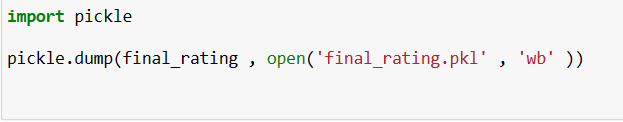 import pickle
pickle.dump(final_rating , open('final_rating.pkl' , 'wb' ))